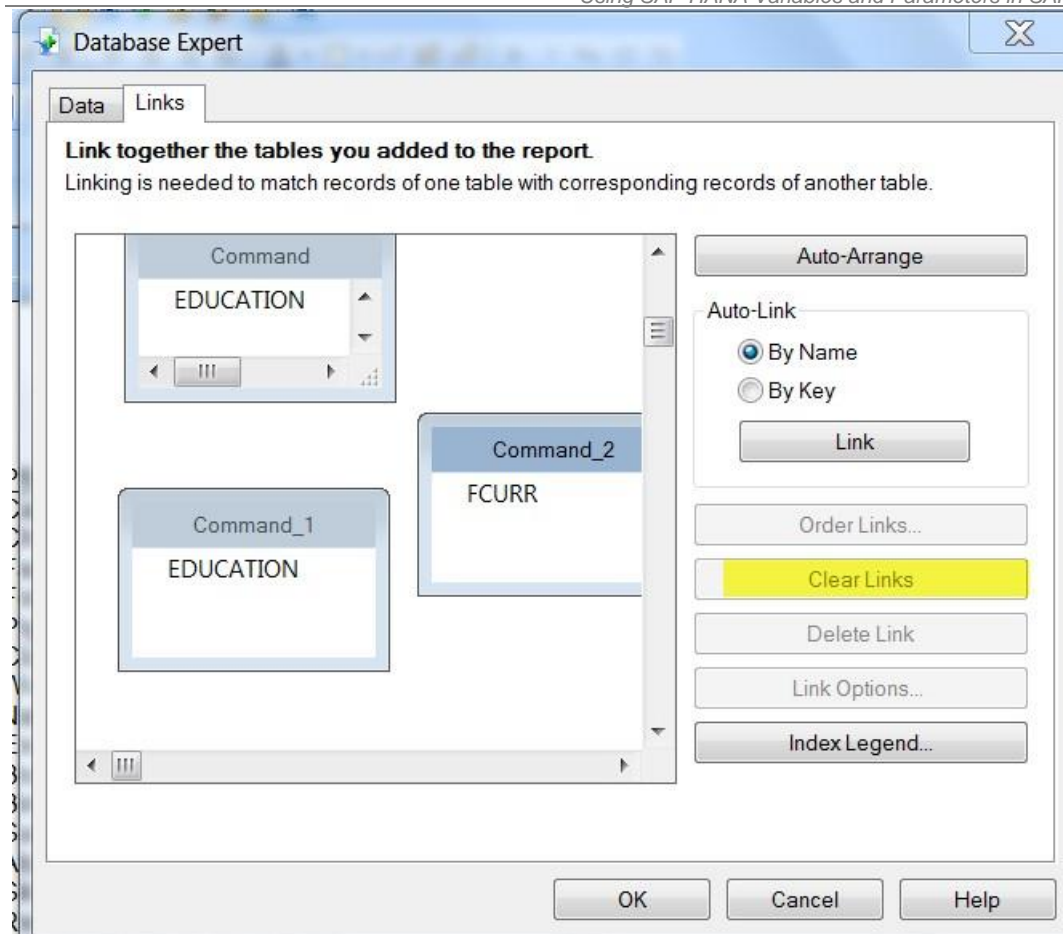 Using SAP HANA Variables and Parameters in SAP
Database Expert
Data
Links
Link together the tables you added to the report.
Linking is needed to match records of one table with corresponding records of another table.
Command
EDUCATION
Command_1
EDUCATION
Command_2
FCURR
Auto-Arrange
Auto-Link
By Name
By Key
Link
Order Links...
Clear Links
Delete Link
Link Options...
Index Legend...
OK
Cancel
Help